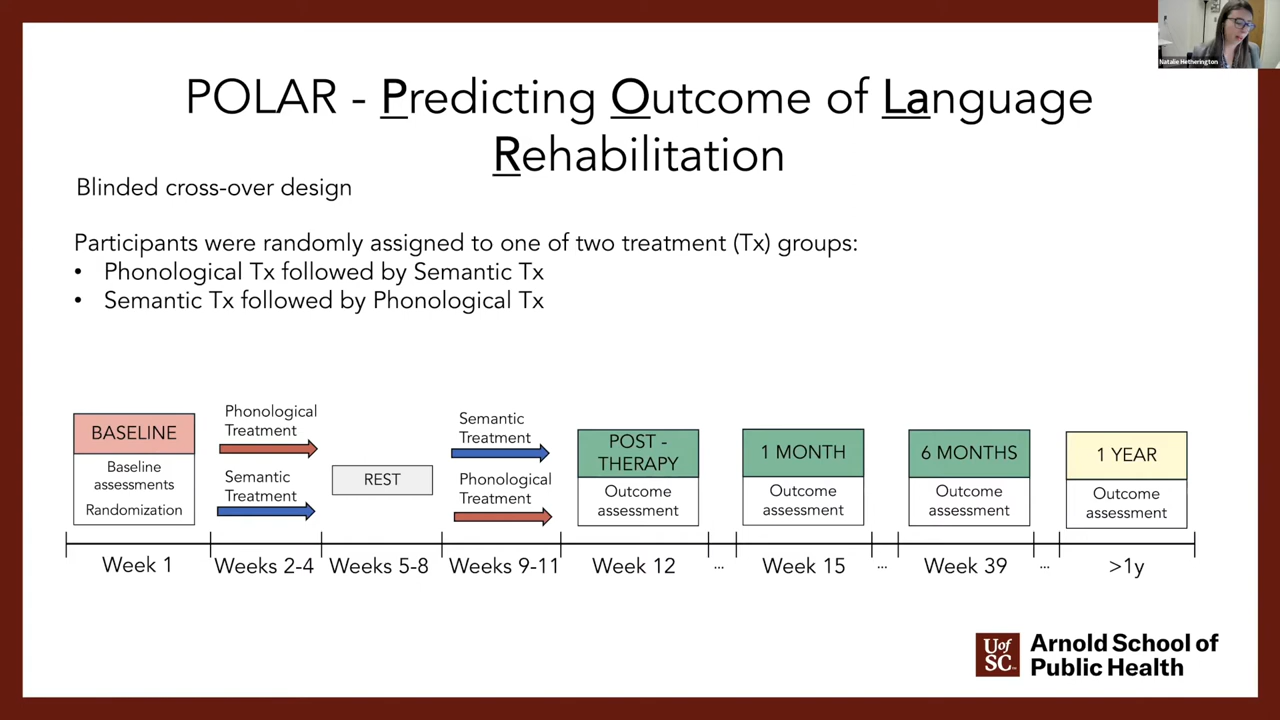 Natalie Hetherington
POLAR - Predicting Outcome of Language
Rehabilitation
Blinded cross-over design
Participants were randomly assigned to one of two treatment (Tx) groups:
• Phonological Tx followed by Semantic Tx
• Semantic Tx followed by Phonological Tx
BASELINE
Baseline
assessments
Randomization
Phonological
Treatment
Semantic
Treatment
REST
Semantic
Treatment
Phonological
Treatment
POST -
THERAPY
Outcome
assessment
1 MONTH
Outcome
assessment
6 MONTHS
Outcome
assessment
1 YEAR
Outcome
assessment
Week 1
Weeks 2-4
Weeks 5-8
Weeks 9-11
Week 12
...
Week 15
...
Week 39
...
>1y
U of
SC
Arnold School of
Public Health